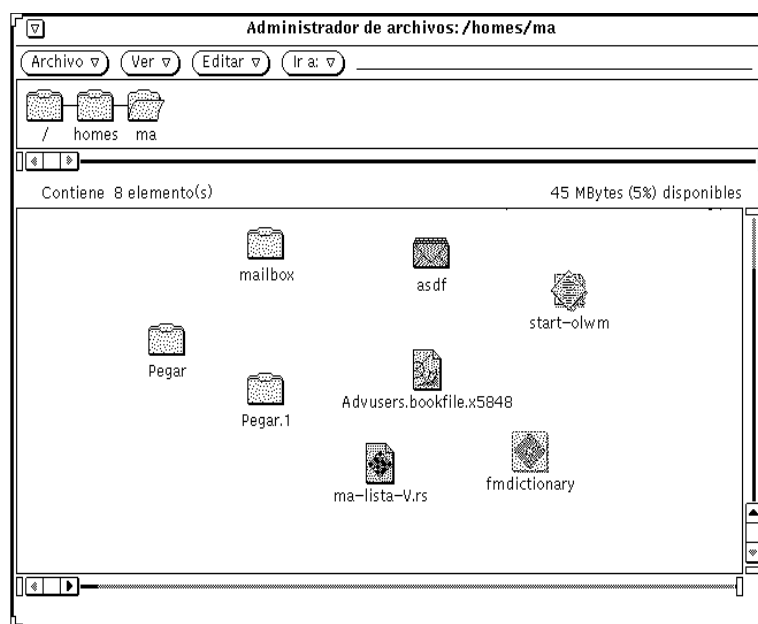 Administrador de archivos: /homes/ma
Archivo Ver Editar Ir a:
/ homes ma
Contiene 8 elemento(s) 45 MBytes (5%) disponibles
mailbox
asdf
start-olwm
Pegar
Advusers.bookfile.x5848
Pegar.1
fmdictionary
ma-lista-V.rs